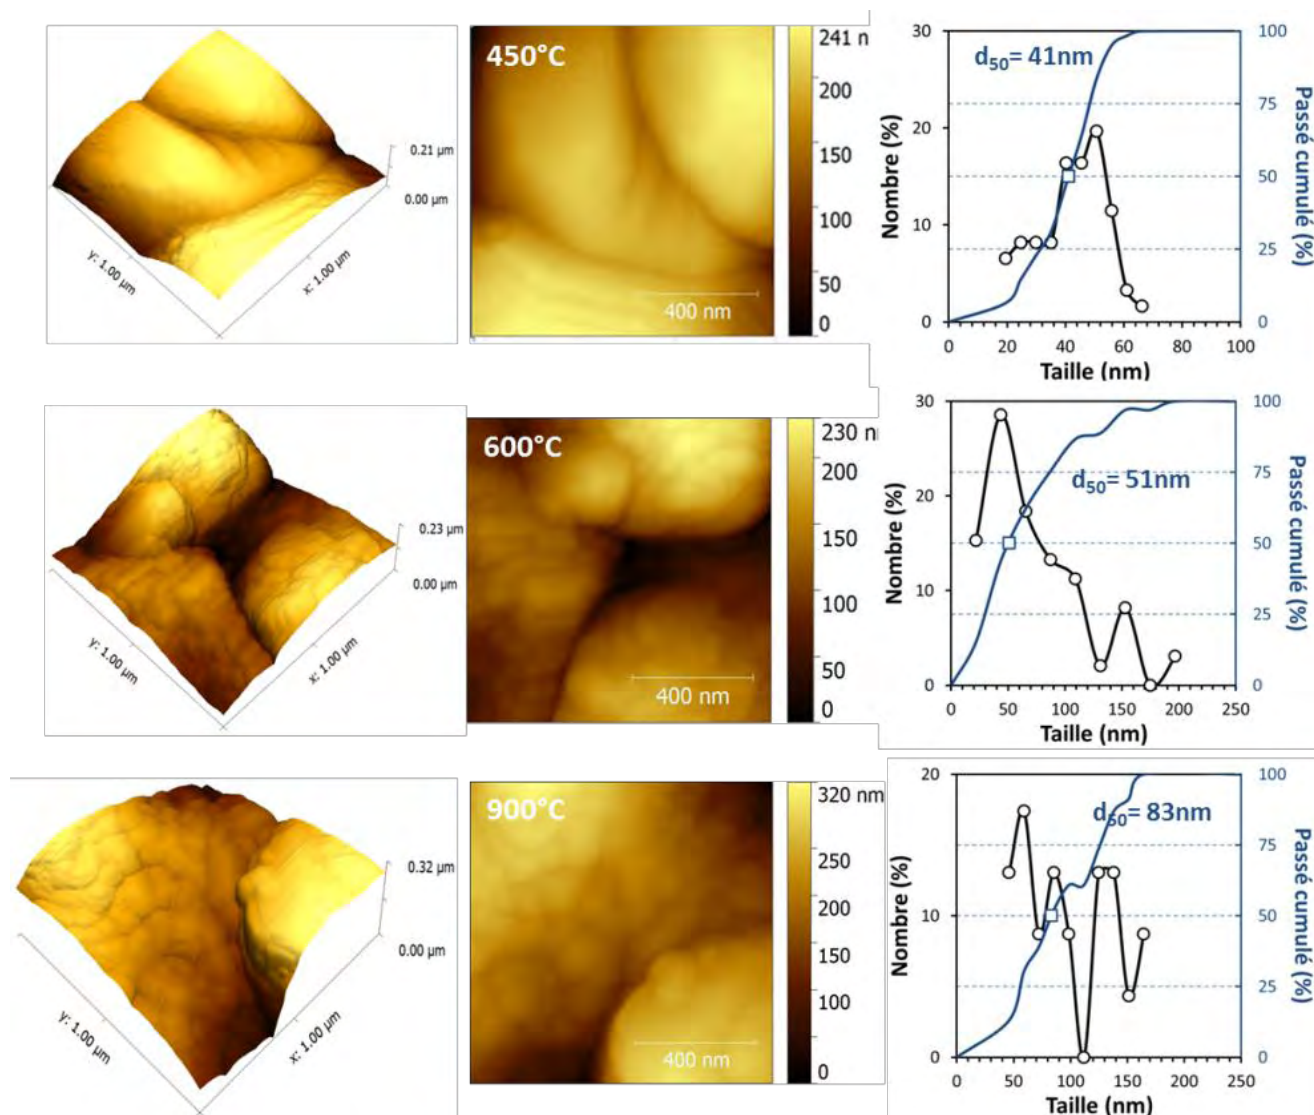 0.21 µm
0.00 µm
y: 1.00 µm
x: 1.00 µm
450°C
400 nm
241 n
200
150
100
50
0
d50= 41nm
Nombre (%)
30
20
10
0
Passé cumulé (%)
100
75
50
25
0
0 20 40 60 80 100
Taille (nm)
0.23 µm
0.00 µm
y: 1.00 µm
x: 1.00 µm
600°C
400 nm
230 n
200
150
100
50
0
d50= 51nm
Nombre (%)
30
20
10
0
Passé cumulé (%)
100
75
50
25
0
0 50 100 150 200 250
Taille (nm)
0.32 µm
0.00 µm
y: 1.00 µm
x: 1.00 µm
900°C
400 nm
320 nm
250
200
150
100
0
d50= 83nm
Nombre (%)
20
10
0
Passé cumulé (%)
100
75
50
25
0
0 50 100 150 200 250
Taille (nm)